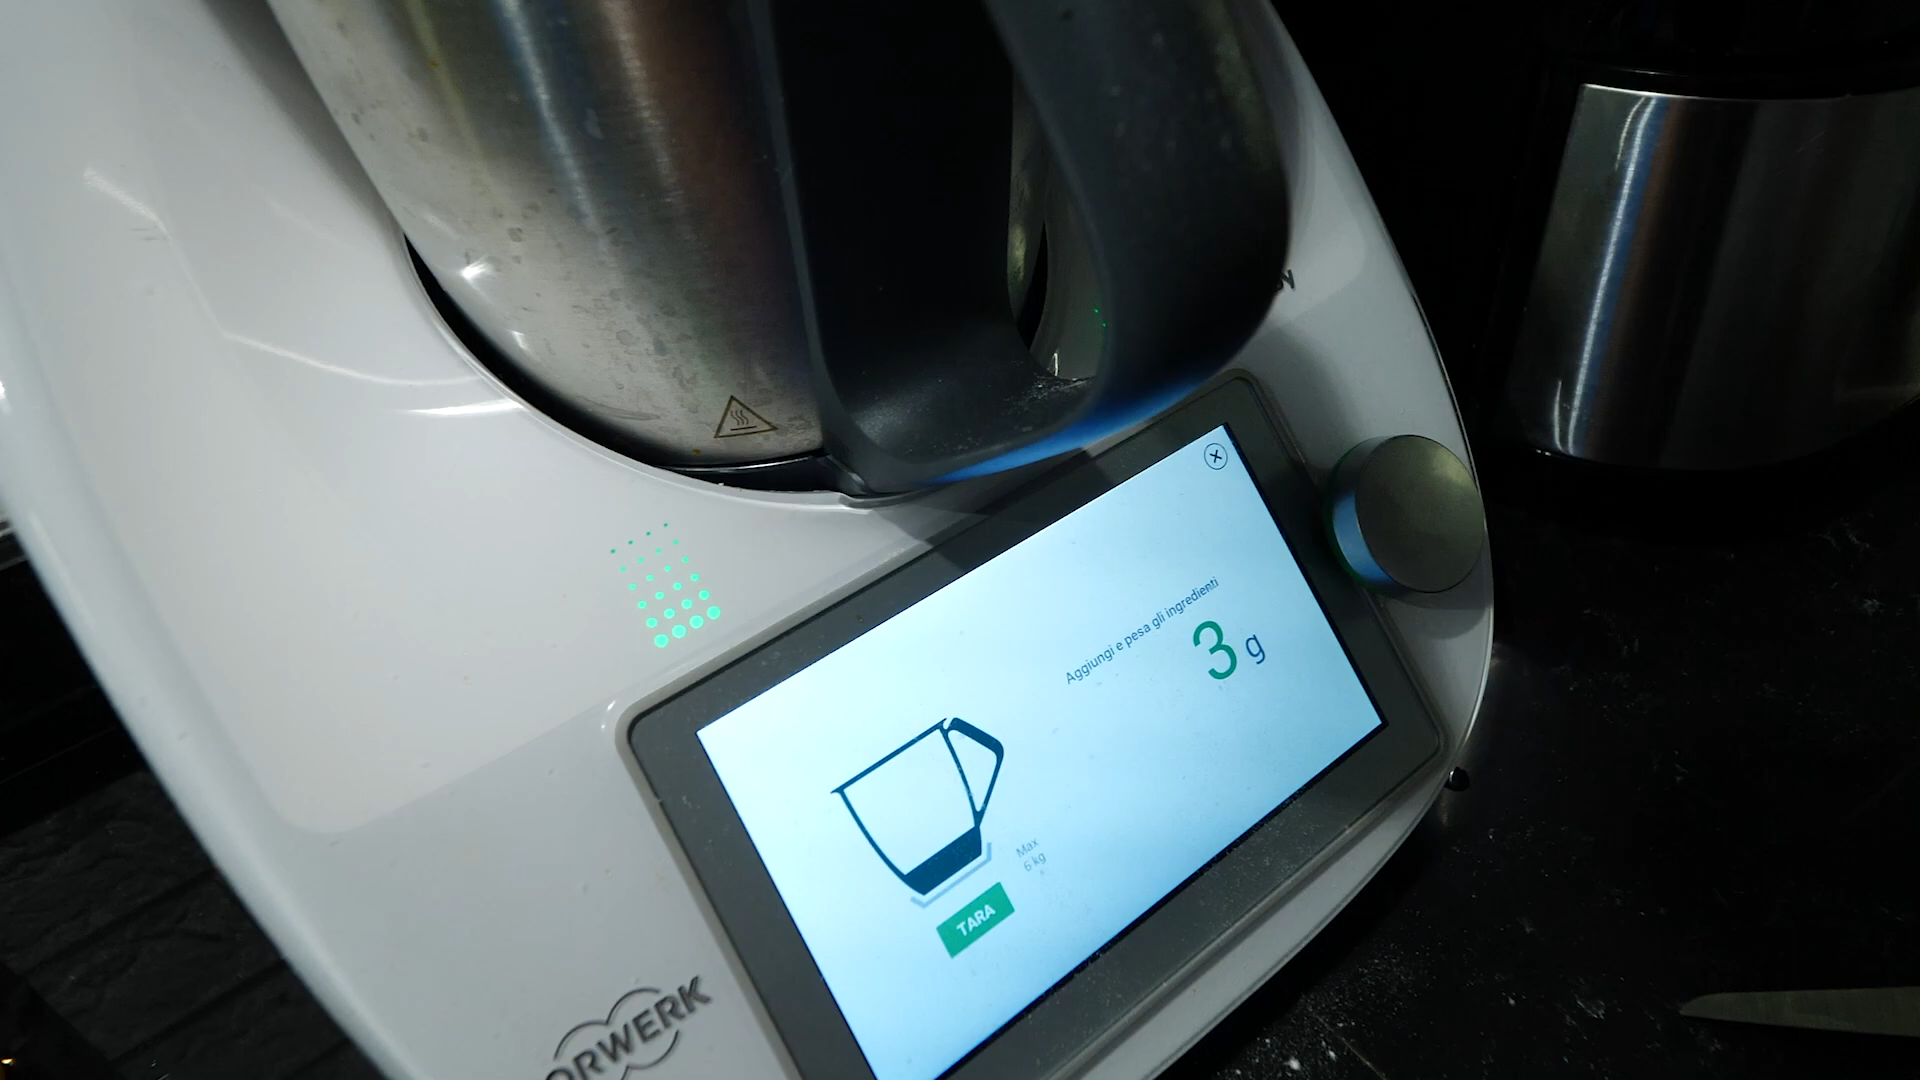 Aggiungi e pesa gli ingredienti
3 g
Max
6 kg
TARA
ORWERK